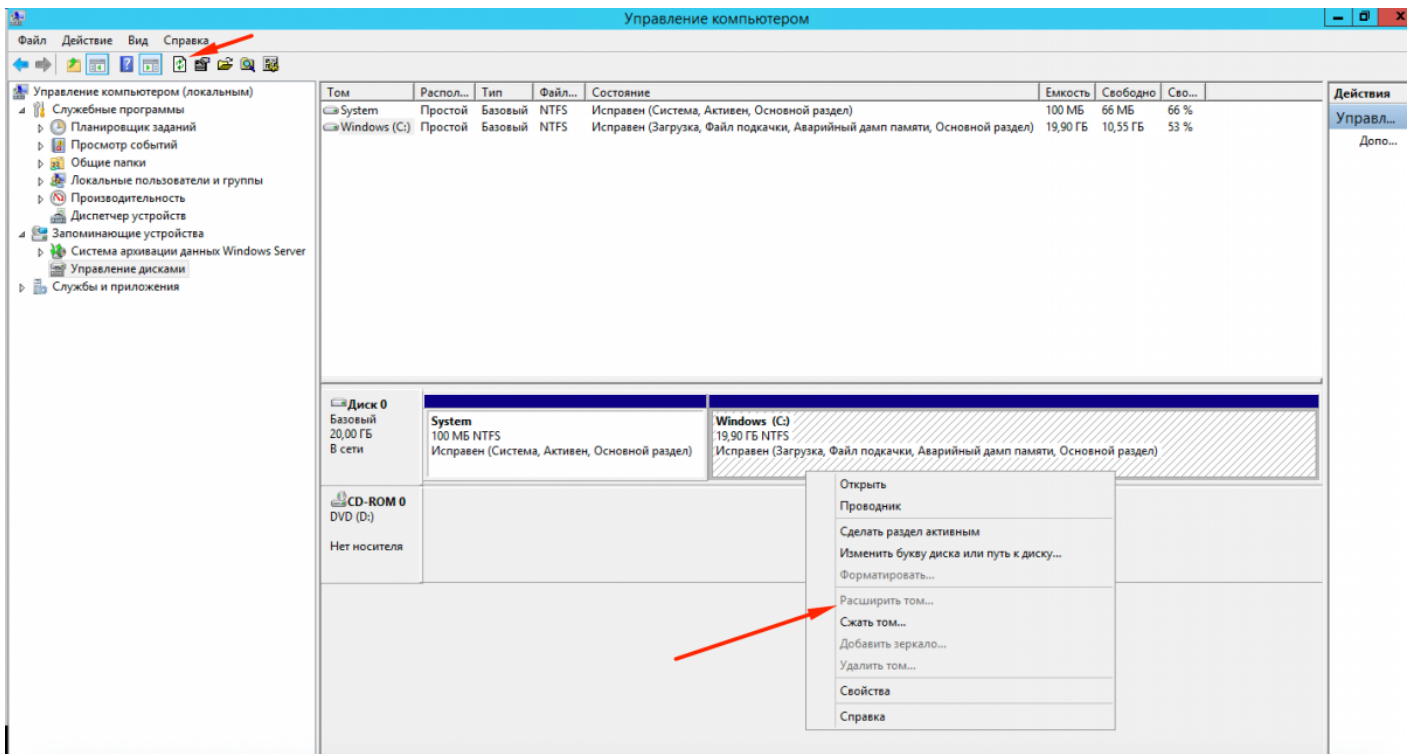 Управление компьютером
Файл Действие Вид Справка
Управление компьютером (локальным)
Служебные программы
Планировщик заданий
Просмотр событий
Общие папки
Локальные пользователи и группы
Производительность
Диспетчер устройств
Запоминающие устройства
Система архивации данных Windows Server
Управление дисками
Службы и приложения
Том Распол... Тип Файл... Состояние Емкость Свободно Сво...
System Простой Базовый NTFS Исправен (Система, Активен, Основной раздел) 100 МБ 66 МБ 66 %
Windows (C:) Простой Базовый NTFS Исправен (Загрузка, Файл подкачки, Аварийный дамп памяти, Основной раздел) 19,90 ГБ 10,55 ГБ 53 %
Действия
Управл...
Допо...
Диск 0
Базовый
20,00 ГБ
В сети
System
100 МБ NTFS
Исправен (Система, Активен, Основной раздел)
Windows (C:)
19,90 ГБ NTFS
Исправен (Загрузка, Файл подкачки, Аварийный дамп памяти, Основной раздел)
CD-ROM 0
DVD (D:)
Нет носителя
Открыть
Проводник
Сделать раздел активным
Изменить букву диска или путь к диску...
Форматировать...
Расширить том...
Сжать том...
Добавить зеркало...
Удалить том...
Свойства
Справка